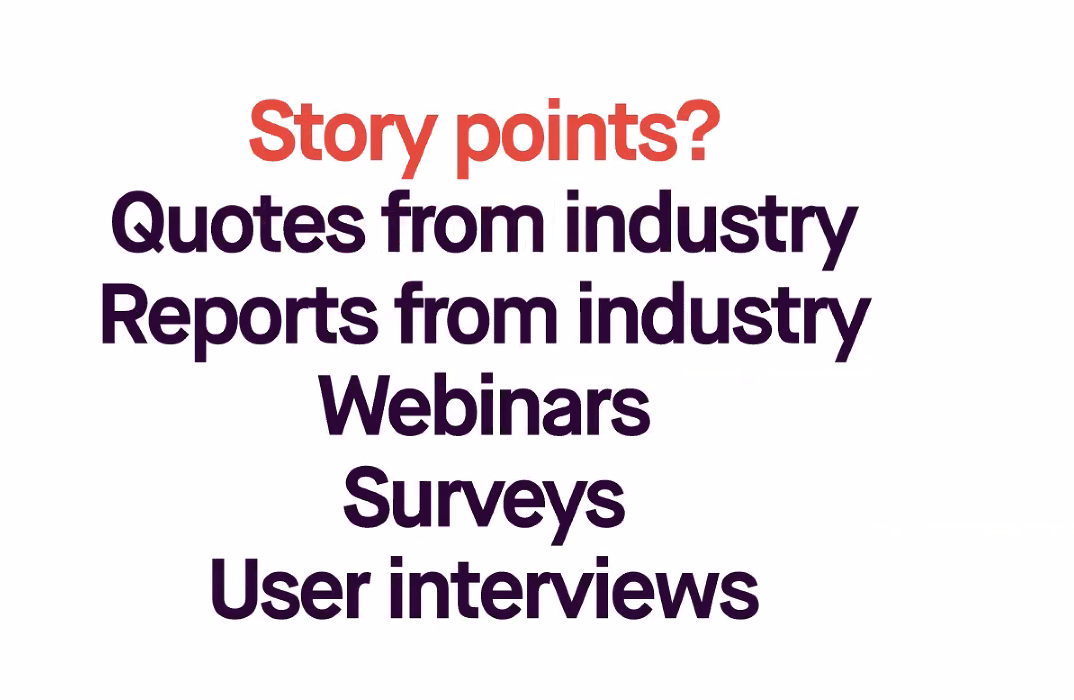 Story points?
Quotes from industry
Reports from industry
Webinars
Surveys
User interviews